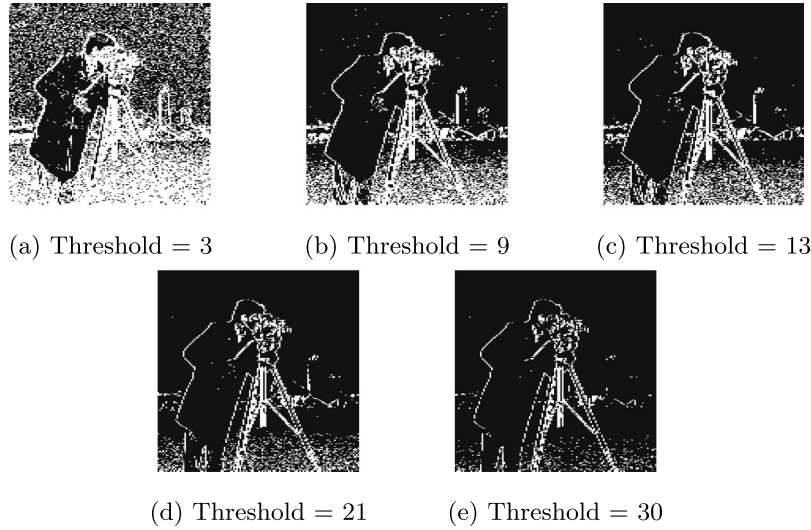 (a) Threshold = 3
(b) Threshold = 9
(c) Threshold = 13
(d) Threshold = 21
(e) Threshold = 30